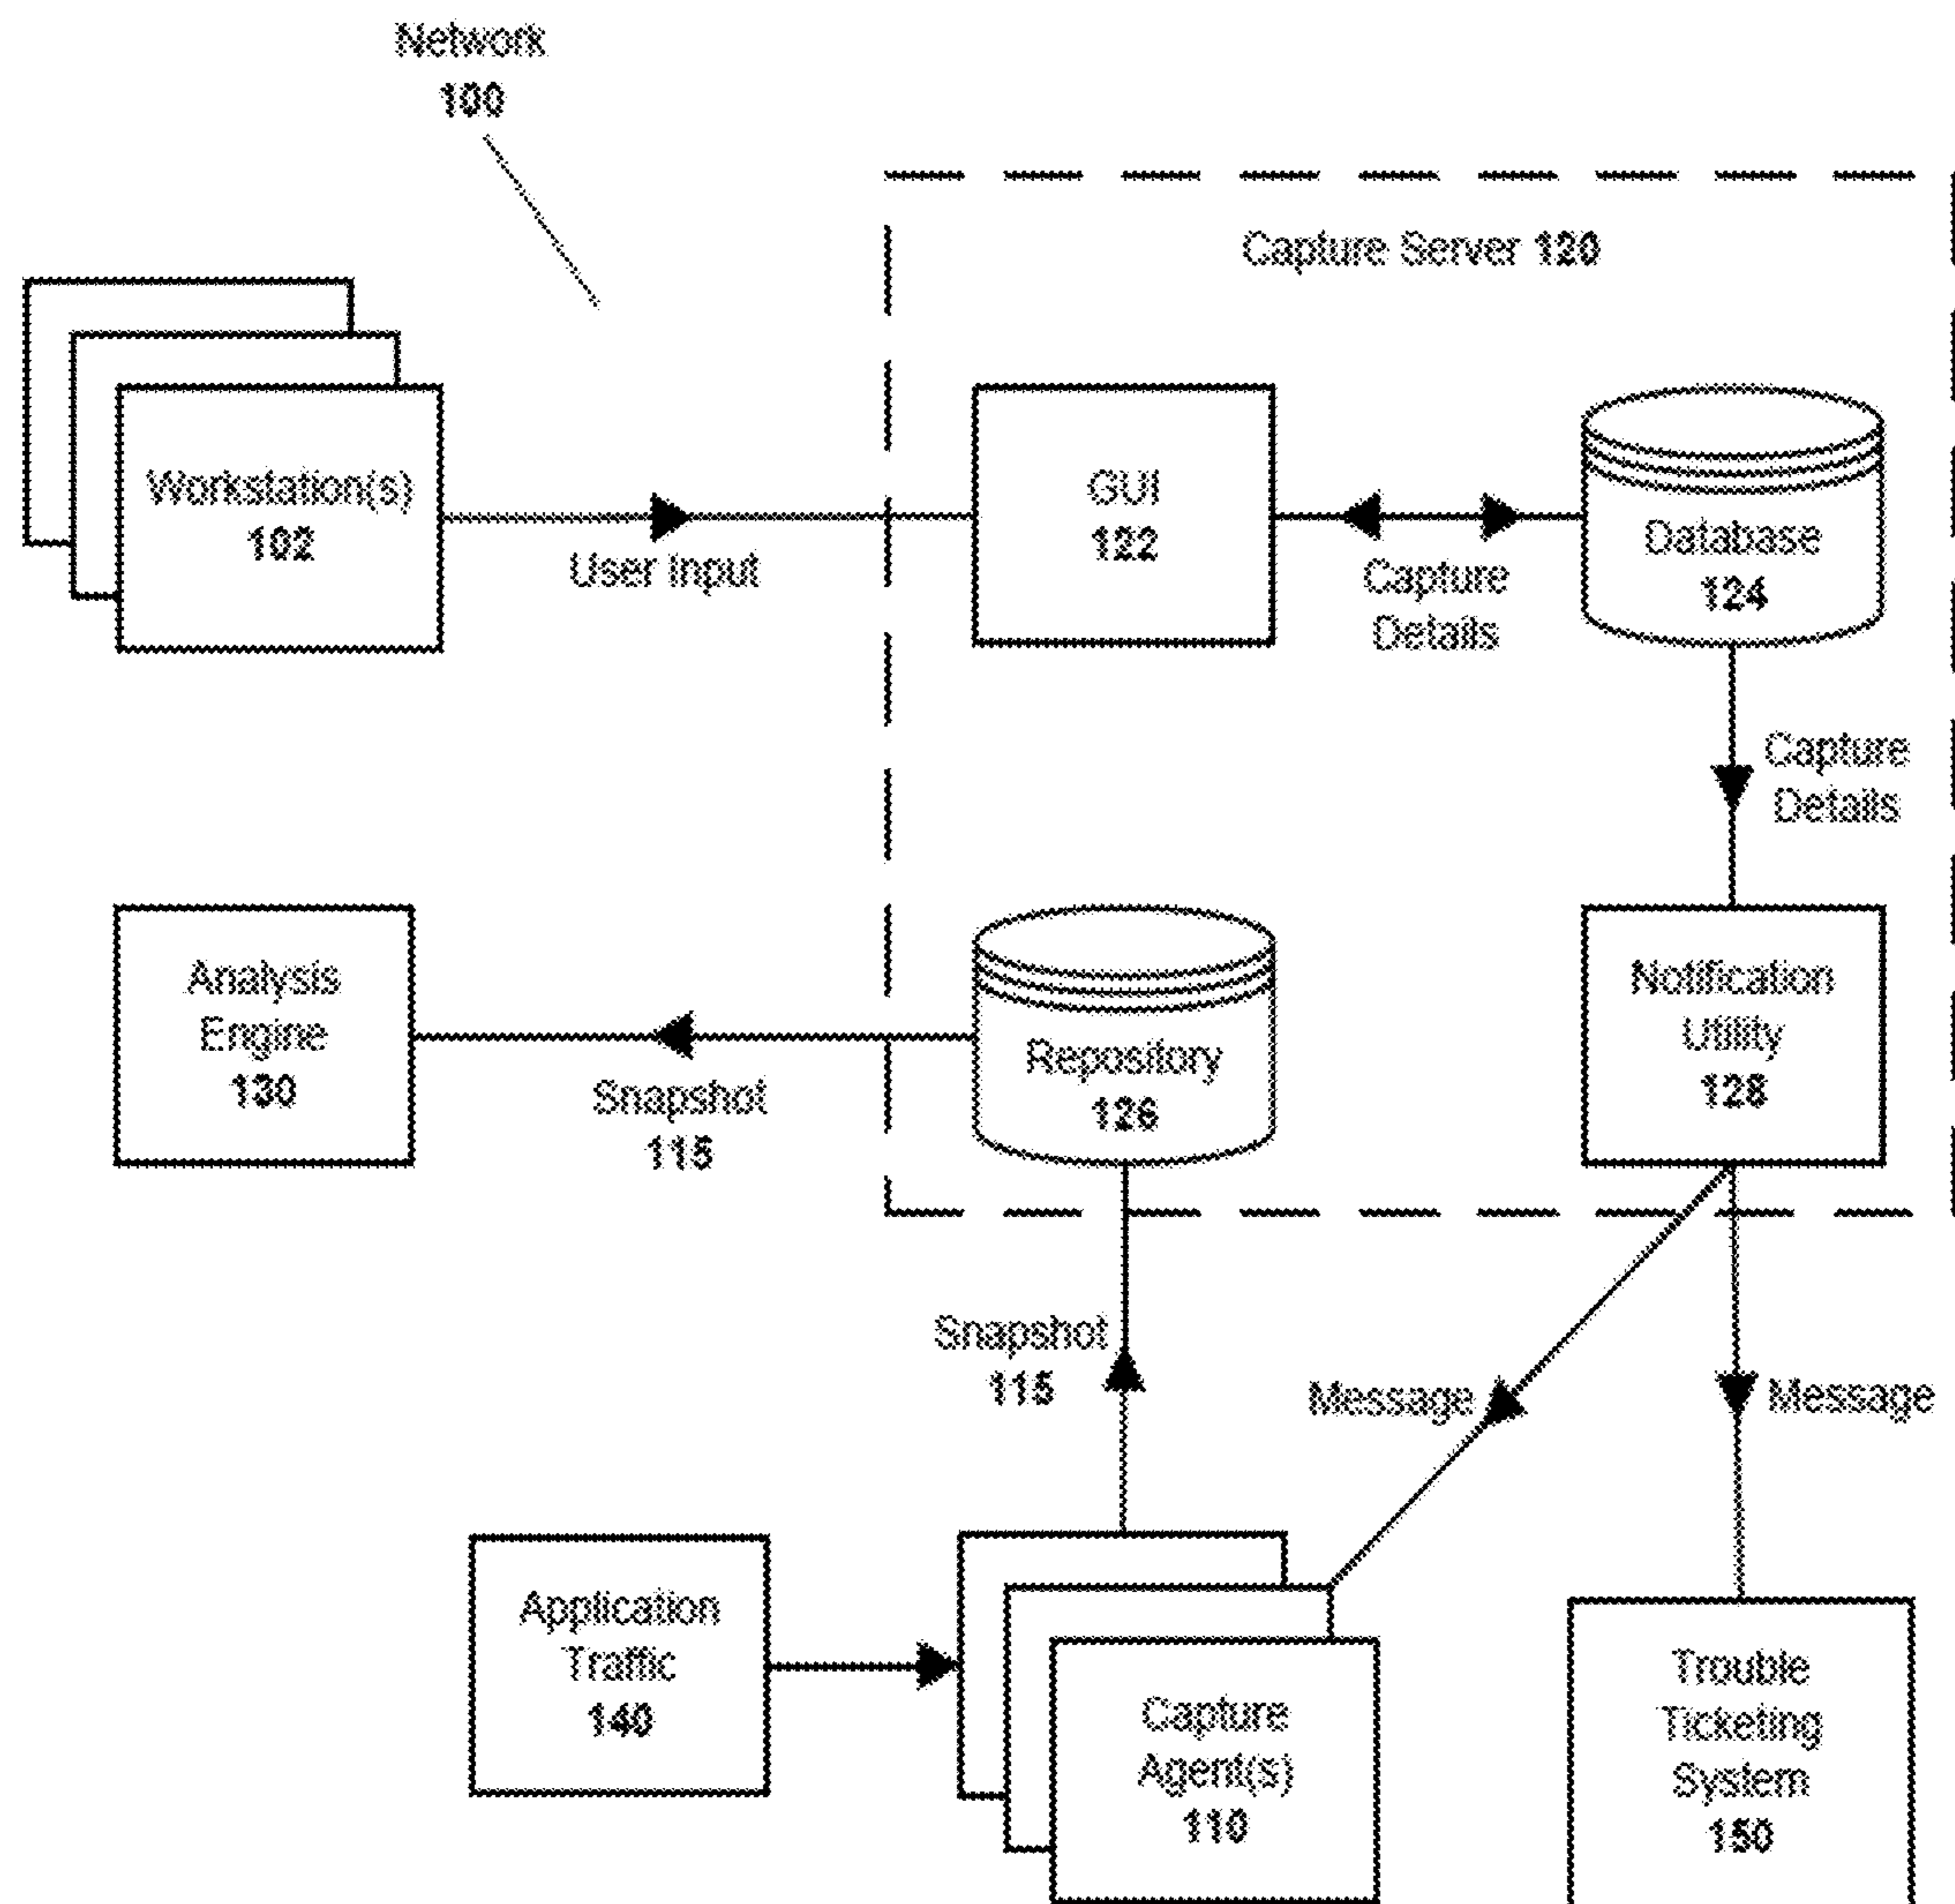 Network
100
Capture Server 120
Workstation(s)
102
User Input
GUI
122
Capture
Details
Database
124
Capture
Details
Analysis
Engine
130
Snapshot
115
Repository
126
Notification
Utility
128
Snapshot
115
Message
Message
Application
Traffic
140
Capture
Agent(s)
110
Trouble
Ticketing
System
150